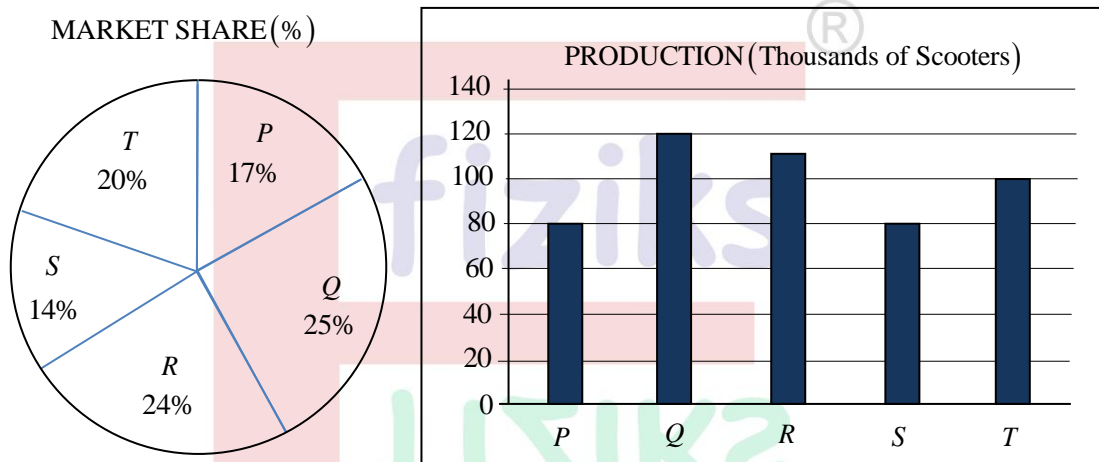 MARKET SHARE (%)
T
20%
P
17%
S
14%
Q
25%
R
24%
®
PRODUCTION (Thousands of Scooters)
140
120
100
80
60
40
20
0
P Q R S T
fiziks